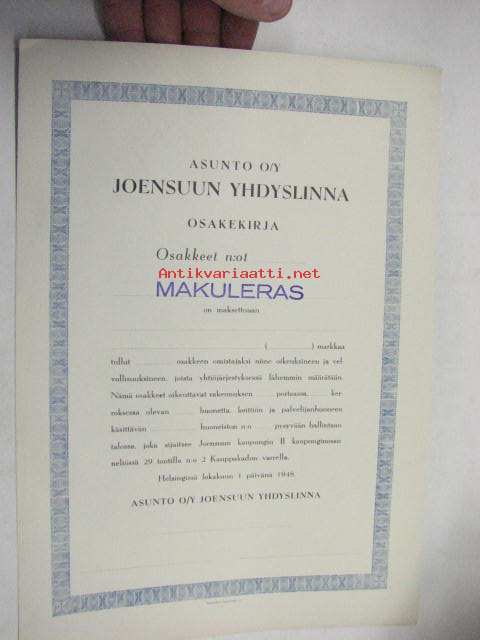 ASUNTO O/Y
JOENSUUN YHDYSLINNA
OSAKEKIRJA
Osakkeet n:ot
Antikvariaatti.net
MAKULERAS
on maksettuaan
( ) markkaa
tullut osakkeen omistajaksi niine oikeuksineen ja vel
vollisuuksineen, joista yhtiöjärjestyksessä lähemmin määrätään.
Nämä osakkeet oikeuttavat rakennuksen portaassa, ker
roksessa olevan huonetta, keittiön ja palvelijanhuoneen
käsittävän huoneiston n:o pysyvään hallintaan
talossa, joka sijaitsee Joensuun kaupungin II kaupunginosan
neliössä 29 tontilla n:o 2 Kauppakadun varrella.
Helsingissä lokakuun 1 päivänä 1948.
ASUNTO O/Y JOENSUUN YHDYSLINNA